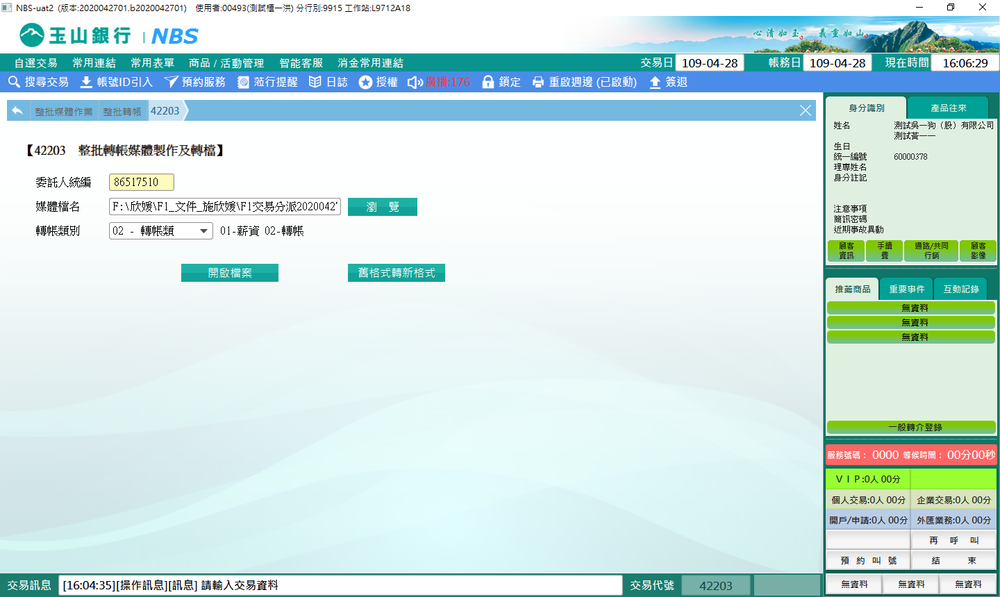 NBS-uat2 (版本:2020042701.b2020042701) 使用者:00493(測試櫃一洪) 分行別:9915 工作站:L9712A18
玉山銀行 NBS
心清如玉。義重如山。
自選交易 常用連結 常用表單 商品 / 活動管理 智能客服 消金常用連結
交易日 109-04-28 帳務日 109-04-28 現在時間 16:06:29
搜尋交易 帳號ID引入 預約服務 蒞行提醒 日誌 授權 廣播:176 鎖定 重啟週邊 (已啟動) 簽退
整批媒體作業 整批轉帳 42203
【42203 整批轉帳媒體製作及轉檔】
委託人統編 86517510
媒體檔名 F:\欣媛\F1_文件_施欣媛\F1交易分派2020042 瀏 覽
轉帳類別 02 - 轉帳類 01-薪資 02-轉帳
開啟檔案 舊格式轉新格式
身分識別 產品往來
姓名 測試吳一狗（股）有限公司
測試黃一一
生日
統一編號 60000378
理專姓名
身分註記
注意事項
簡訊密碼
近期事故異動
顧客資訊 手續費 通路/共同行銷 顧客影像
推薦商品 重要事件 互動記錄
無資料
無資料
無資料
一般轉介登錄
服務號碼： 0000 等候時間： 00分00秒
ＶＩＰ:0人 00分
個人交易:0人 00分 企業交易:0人 00分
開戶/申請:0人 00分 外匯業務:0人 00分
再 呼 叫
預 約 叫 號 結 束
無資料 無資料 無資料
交易訊息 [16:04:35][操作訊息][訊息] 請輸入交易資料 交易代號 42203